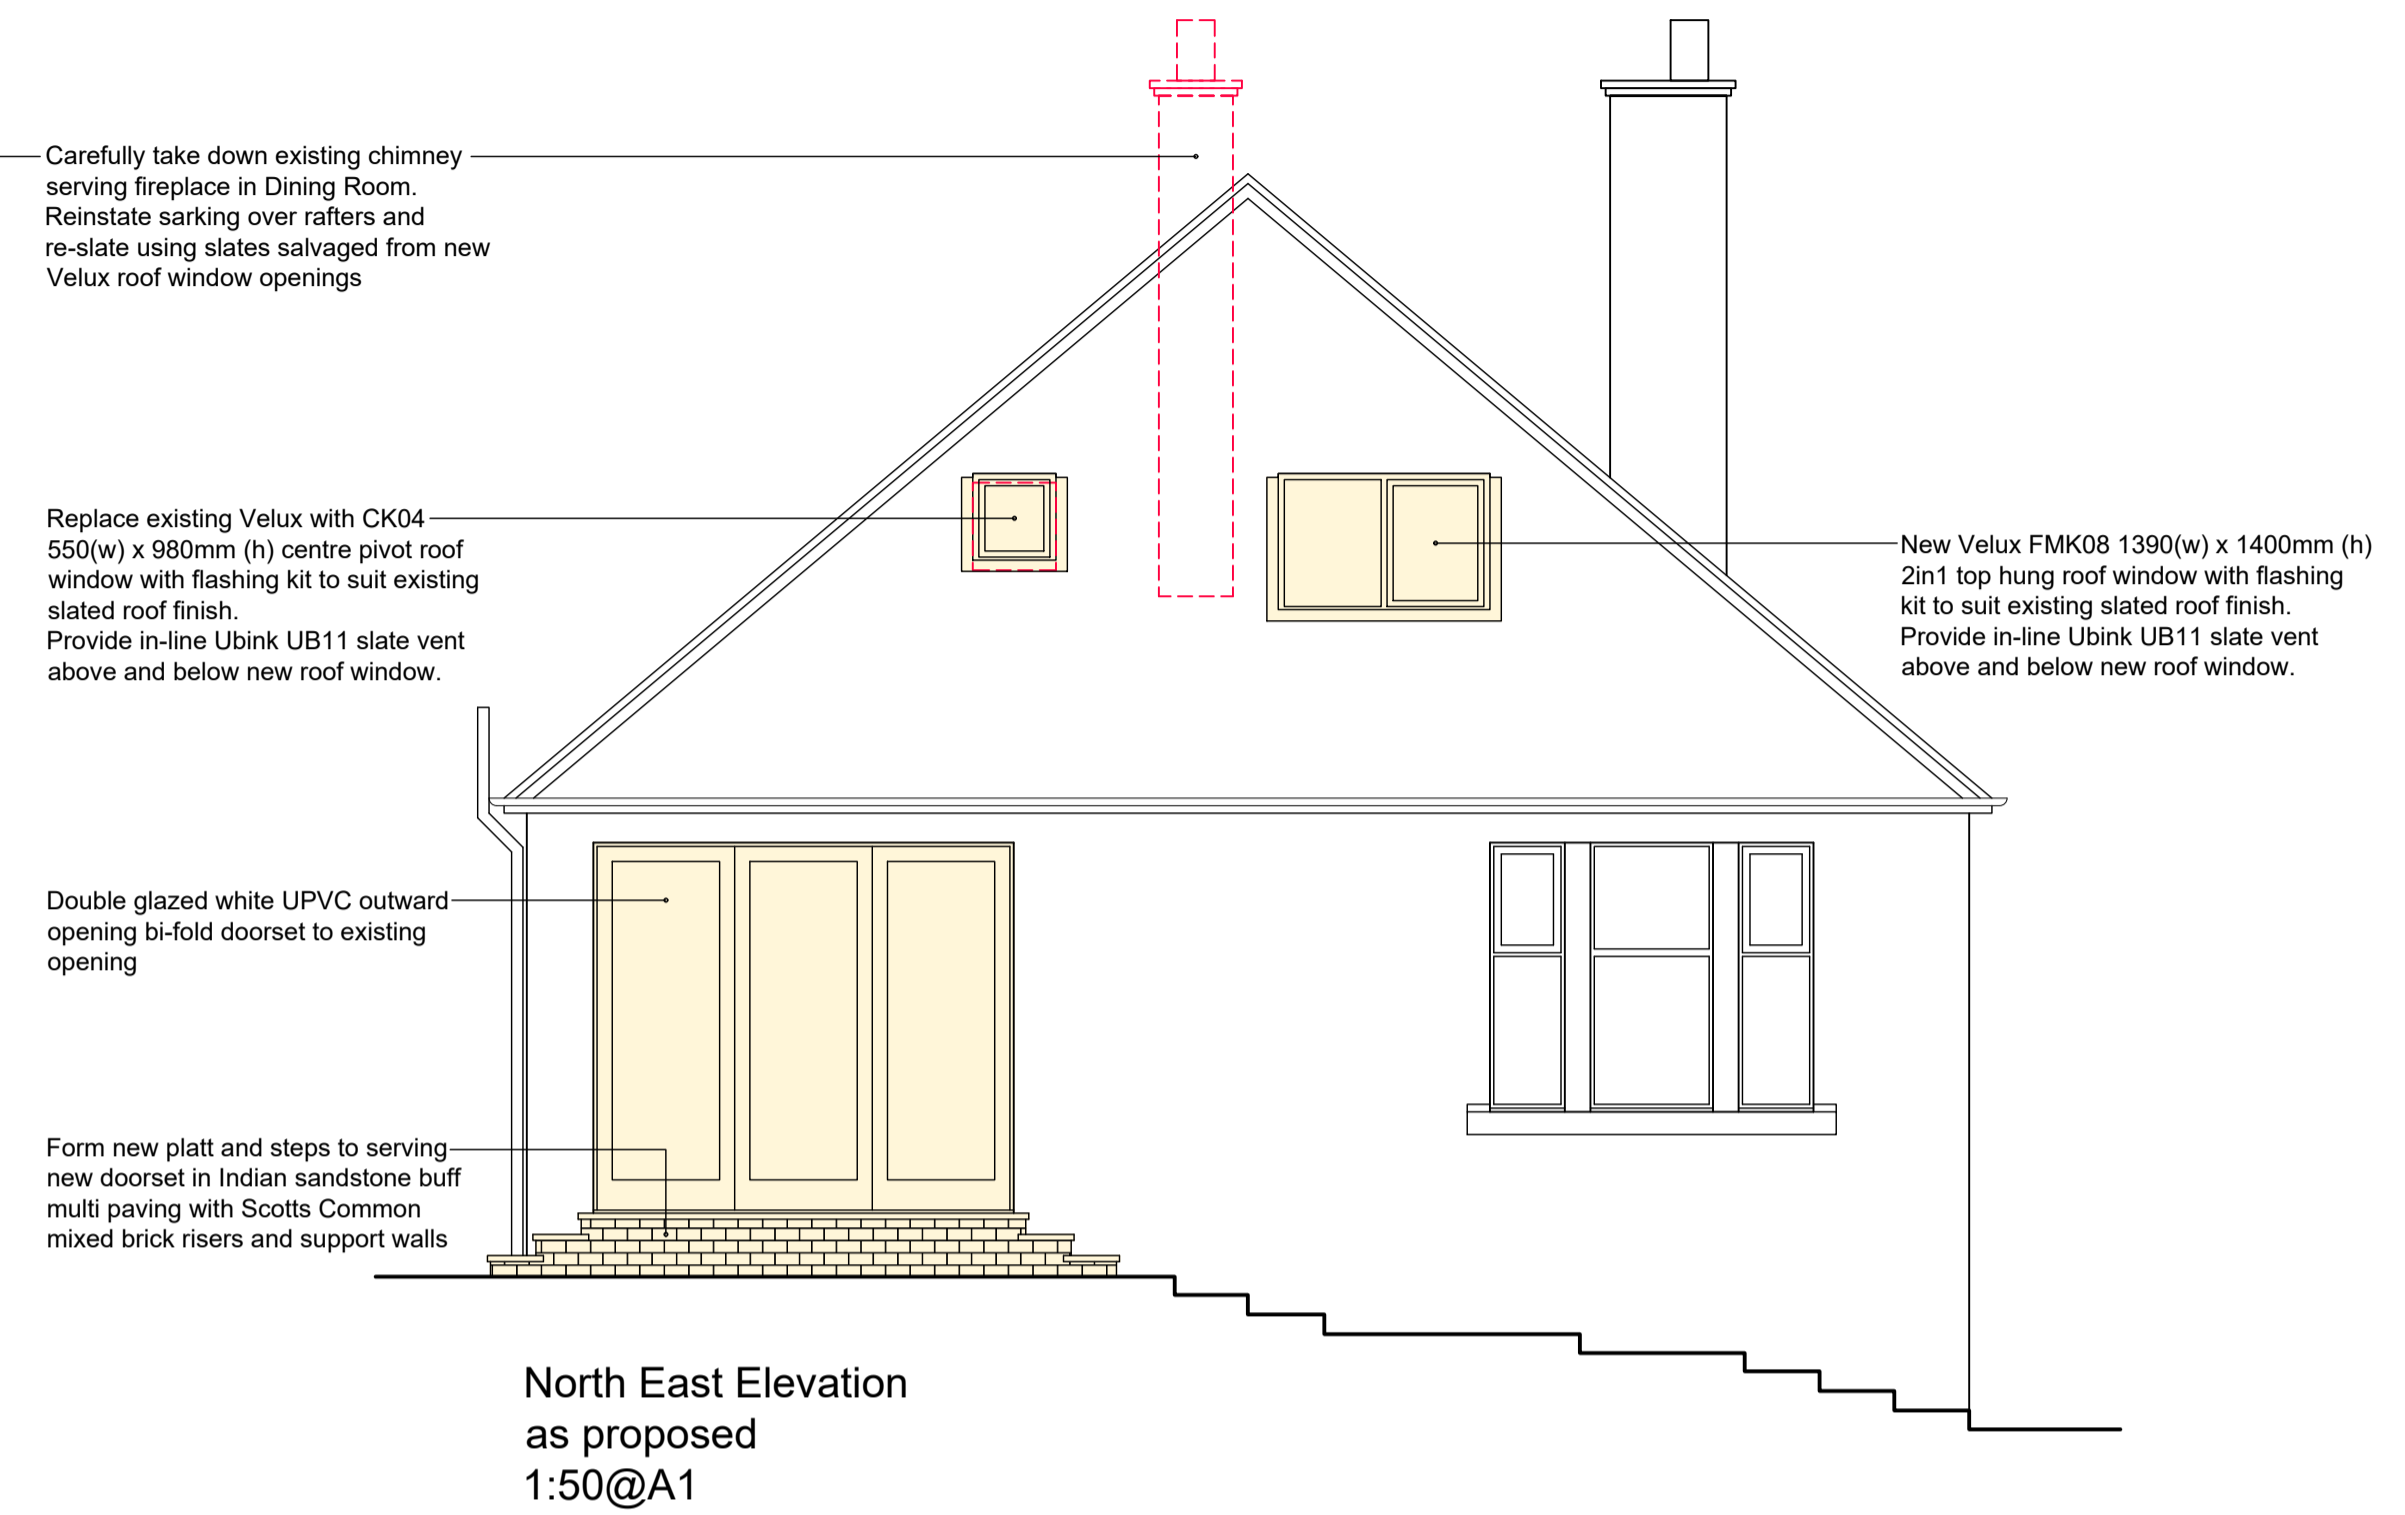 Carefully take down existing chimney
serving fireplace in Dining Room.
Reinstate sarking over rafters and
re-slate using slates salvaged from new
Velux roof window openings
Replace existing Velux with CK04
550(w) x 980mm (h) centre pivot roof
window with flashing kit to suit existing
slated roof finish.
Provide in-line Ubink UB11 slate vent
above and below new roof window.
New Velux FMK08 1390(w) x 1400mm (h)
2in1 top hung roof window with flashing
kit to suit existing slated roof finish.
Provide in-line Ubink UB11 slate vent
above and below new roof window.
Double glazed white UPVC outward
opening bi-fold doorset to existing
opening
Form new platt and steps to serving
new doorset in Indian sandstone buff
multi paving with Scotts Common
mixed brick risers and support walls
North East Elevation
as proposed
1:50@A1